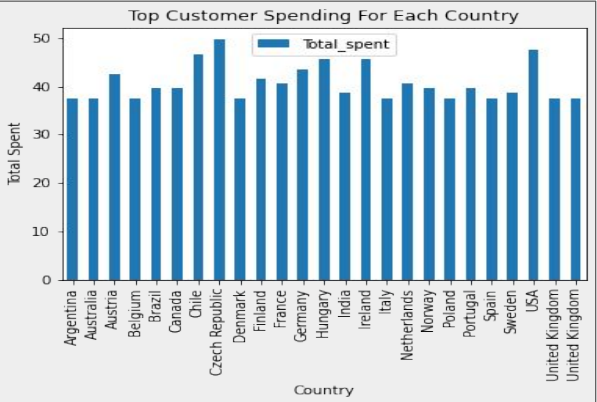 Top Customer Spending For Each Country
Total_spent
Total Spent
50
40
30
20
10
0
Argentina
Australia
Austria
Belgium
Brazil
Canada
Chile
Czech Republic
Denmark
Finland
France
Germany
Hungary
India
Ireland
Italy
Netherlands
Norway
Poland
Portugal
Spain
Sweden
USA
United Kingdom
United Kingdom
Country